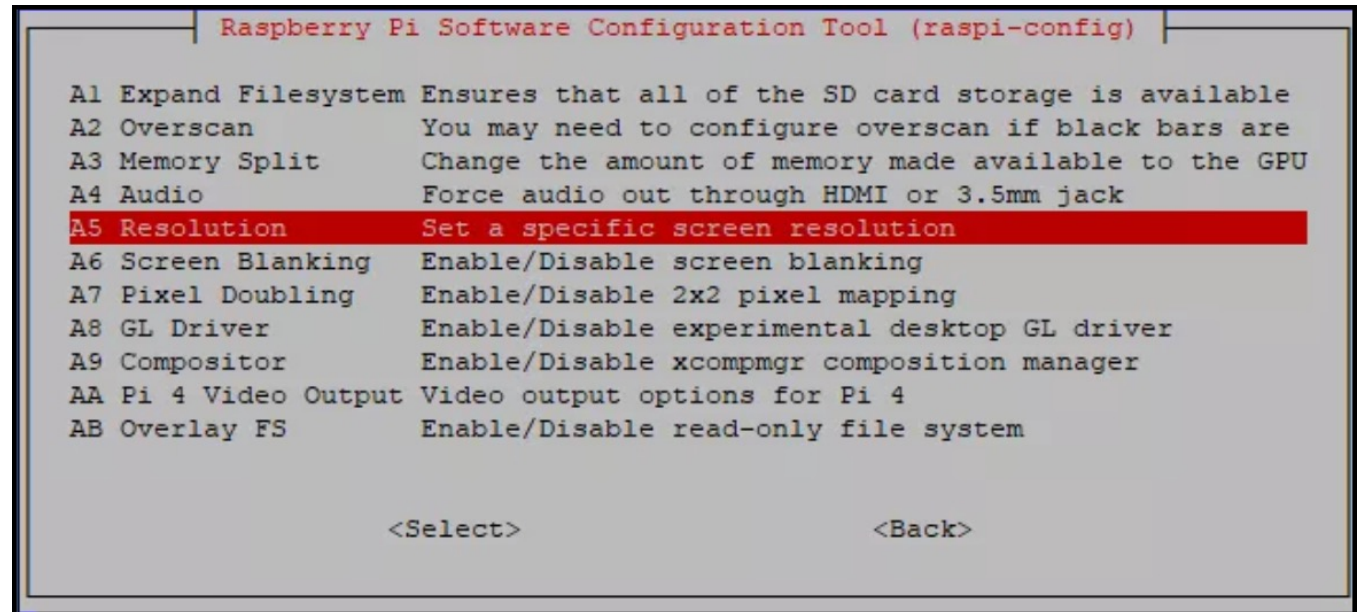 Raspberry Pi Software Configuration Tool (raspi-config)
A1 Expand Filesystem Ensures that all of the SD card storage is available
A2 Overscan You may need to configure overscan if black bars are
A3 Memory Split Change the amount of memory made available to the GPU
A4 Audio Force audio out through HDMI or 3.5mm jack
A5 Resolution Set a specific screen resolution
A6 Screen Blanking Enable/Disable screen blanking
A7 Pixel Doubling Enable/Disable 2x2 pixel mapping
A8 GL Driver Enable/Disable experimental desktop GL driver
A9 Compositor Enable/Disable xcompmgr composition manager
AA Pi 4 Video Output Video output options for Pi 4
AB Overlay FS Enable/Disable read-only file system
<Select> <Back>